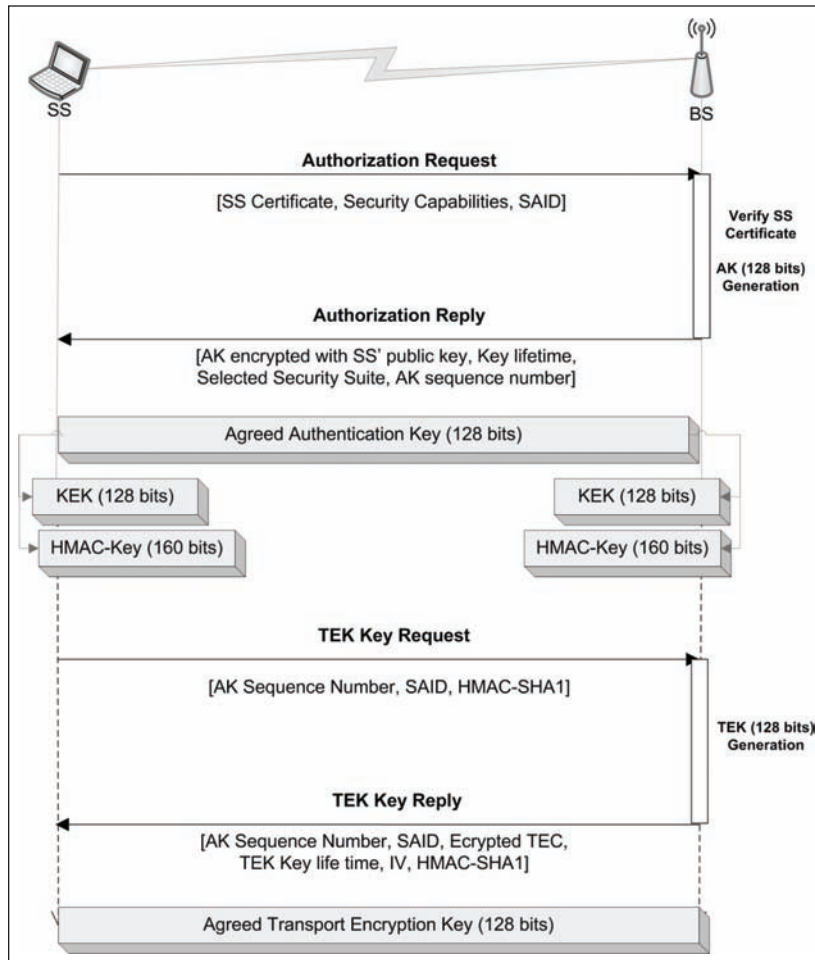 SS
BS
Authorization Request
[SS Certificate, Security Capabilities, SAID]
Verify SS
Certificate
AK (128 bits)
Generation
Authorization Reply
[AK encrypted with SS' public key, Key lifetime,
Selected Security Suite, AK sequence number]
Agreed Authentication Key (128 bits)
KEK (128 bits)
KEK (128 bits)
HMAC-Key (160 bits)
HMAC-Key (160 bits)
TEK Key Request
[AK Sequence Number, SAID, HMAC-SHA1]
TEK (128 bits)
Generation
TEK Key Reply
[AK Sequence Number, SAID, Ecrypted TEC,
TEK Key life time, IV, HMAC-SHA1]
Agreed Transport Encryption Key (128 bits)